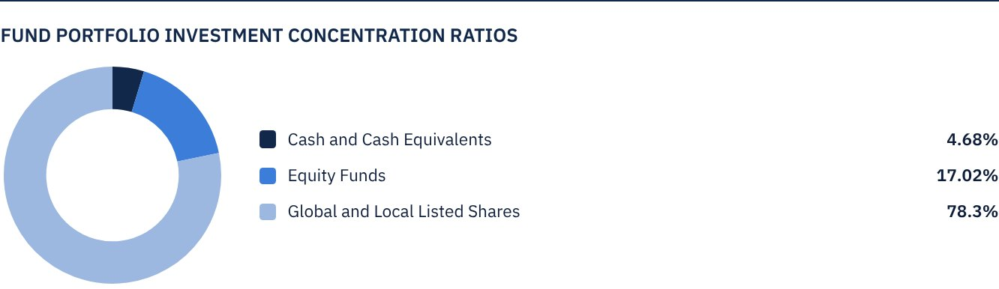 FUND PORTFOLIO INVESTMENT CONCENTRATION RATIOS
Cash and Cash Equivalents 4.68%
Equity Funds 17.02%
Global and Local Listed Shares 78.3%